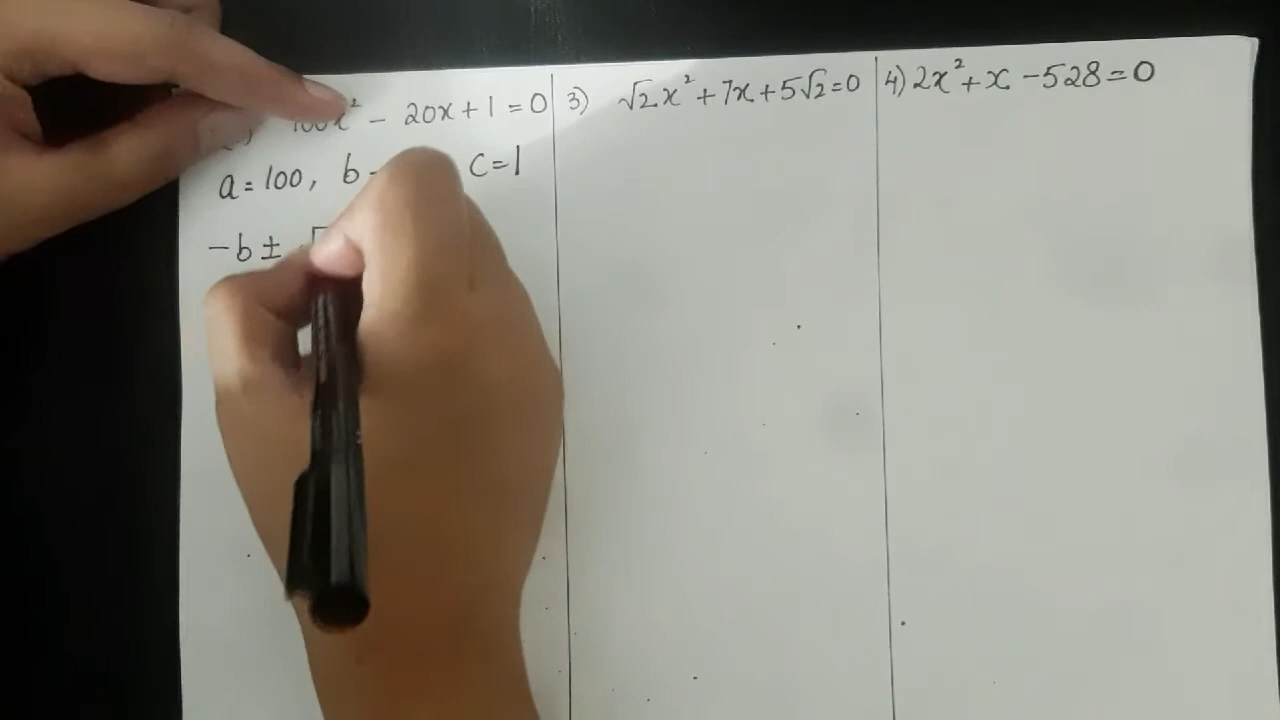 100x² - 20x + 1 = 0
a = 100, b - c = 1
-b ± √
3) √2x² + 7x + 5√2 = 0
4) 2x² + x - 528 = 0